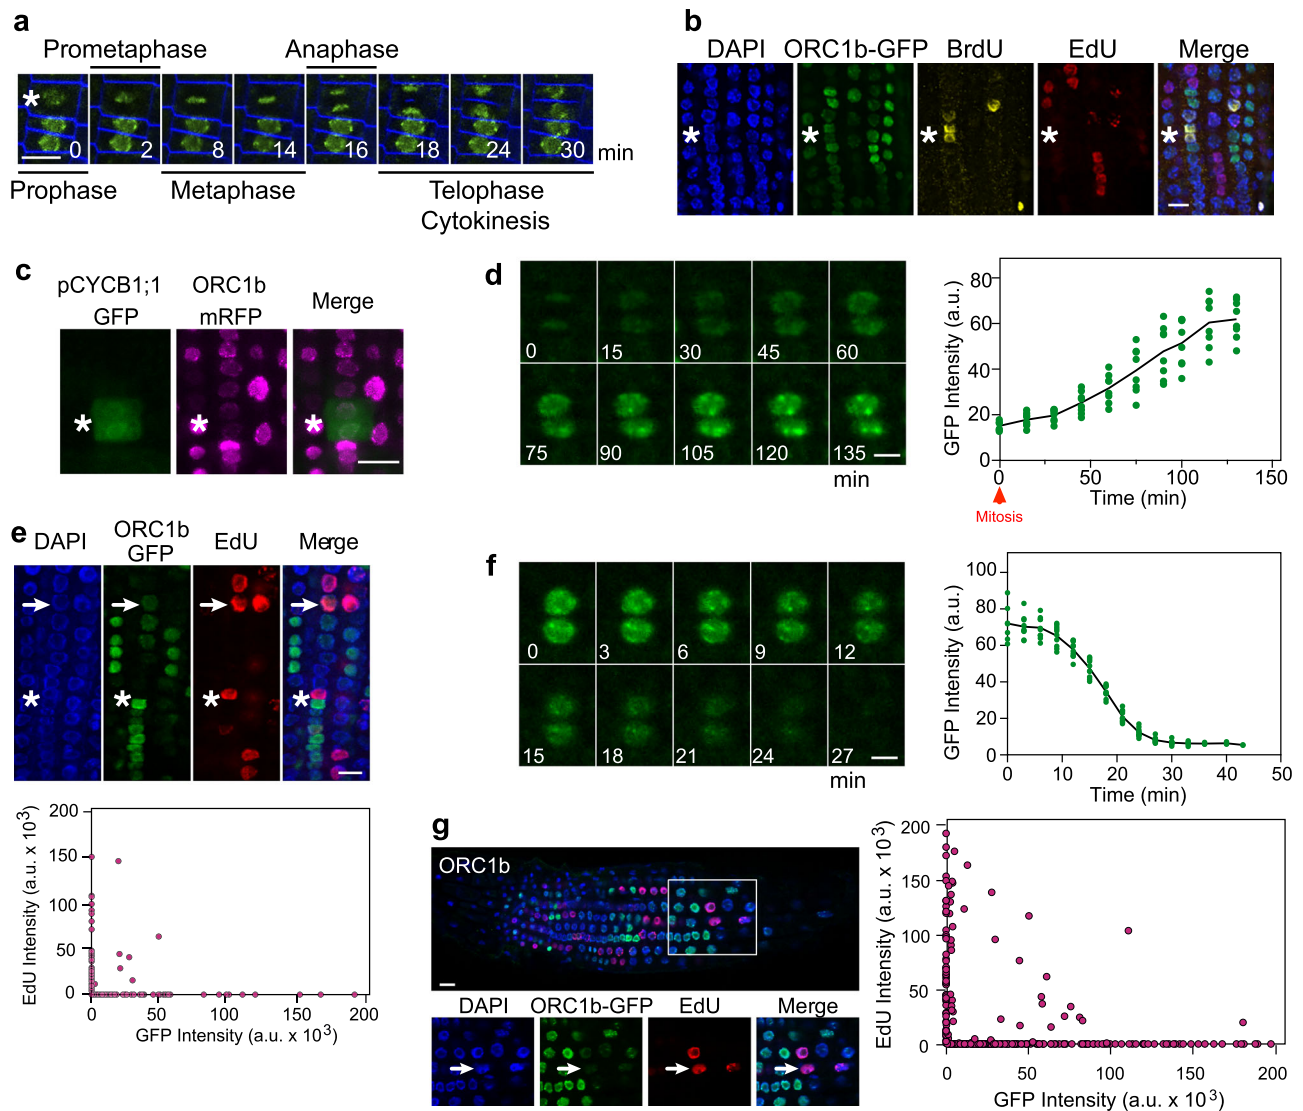 a
Prometaphase
Anaphase
*
0
2
8
14
16
18
24
30
min
Prophase
Metaphase
Telophase
Cytokinesis
b
DAPI
ORC1b-GFP
BrdU
EdU
Merge
*
*
*
*
c
pCYCB1;1
GFP
ORC1b
mRFP
Merge
*
*
*
d
0
15
30
45
60
75
90
105
120
135
min
GFP Intensity (a.u.)
80
60
40
20
0
0
50
100
150
Time (min)
Mitosis
e
DAPI
ORC1b
GFP
EdU
Merge
*
*
*
*
EdU Intensity (a.u. x 10³)
200
150
100
50
0
0
50
100
150
200
GFP Intensity (a.u. x 10³)
f
0
3
6
9
12
15
18
21
24
27
min
GFP Intensity (a.u.)
100
80
60
40
20
0
0
10
20
30
40
50
Time (min)
g
ORC1b
DAPI
ORC1b-GFP
EdU
Merge
EdU Intensity (a.u. x 10³)
200
150
100
50
0
0
50
100
150
200
GFP Intensity (a.u. x 10³)